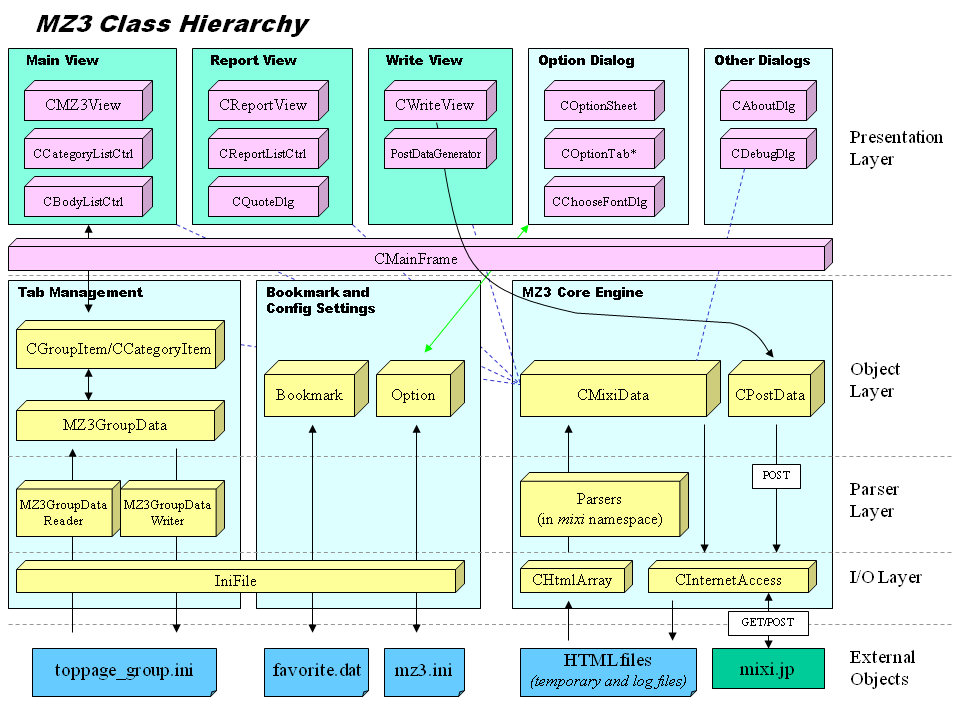 MZ3 Class Hierarchy
Main View
CMZ3View
CCategoryListCtrl
CBodyListCtrl
Report View
CReportView
CReportListCtrl
CQuoteDlg
Write View
CWriteView
PostDataGenerator
Option Dialog
COptionSheet
COptionTab*
CChooseFontDlg
Other Dialogs
CAboutDlg
CDebugDlg
Presentation
Layer
CMainFrame
Tab Management
CGroupItem/CCategoryItem
MZ3GroupData
MZ3GroupData
Reader
MZ3GroupData
Writer
Bookmark and
Config Settings
Bookmark
Option
MZ3 Core Engine
CMixiData
CPostData
Object
Layer
POST
Parsers
(in mixi namespace)
Parser
Layer
IniFile
CHtmlArray
CInternetAccess
I/O Layer
GET/POST
toppage_group.ini
favorite.dat
mz3.ini
HTML files
(temporary and log files)
mixi.jp
External
Objects